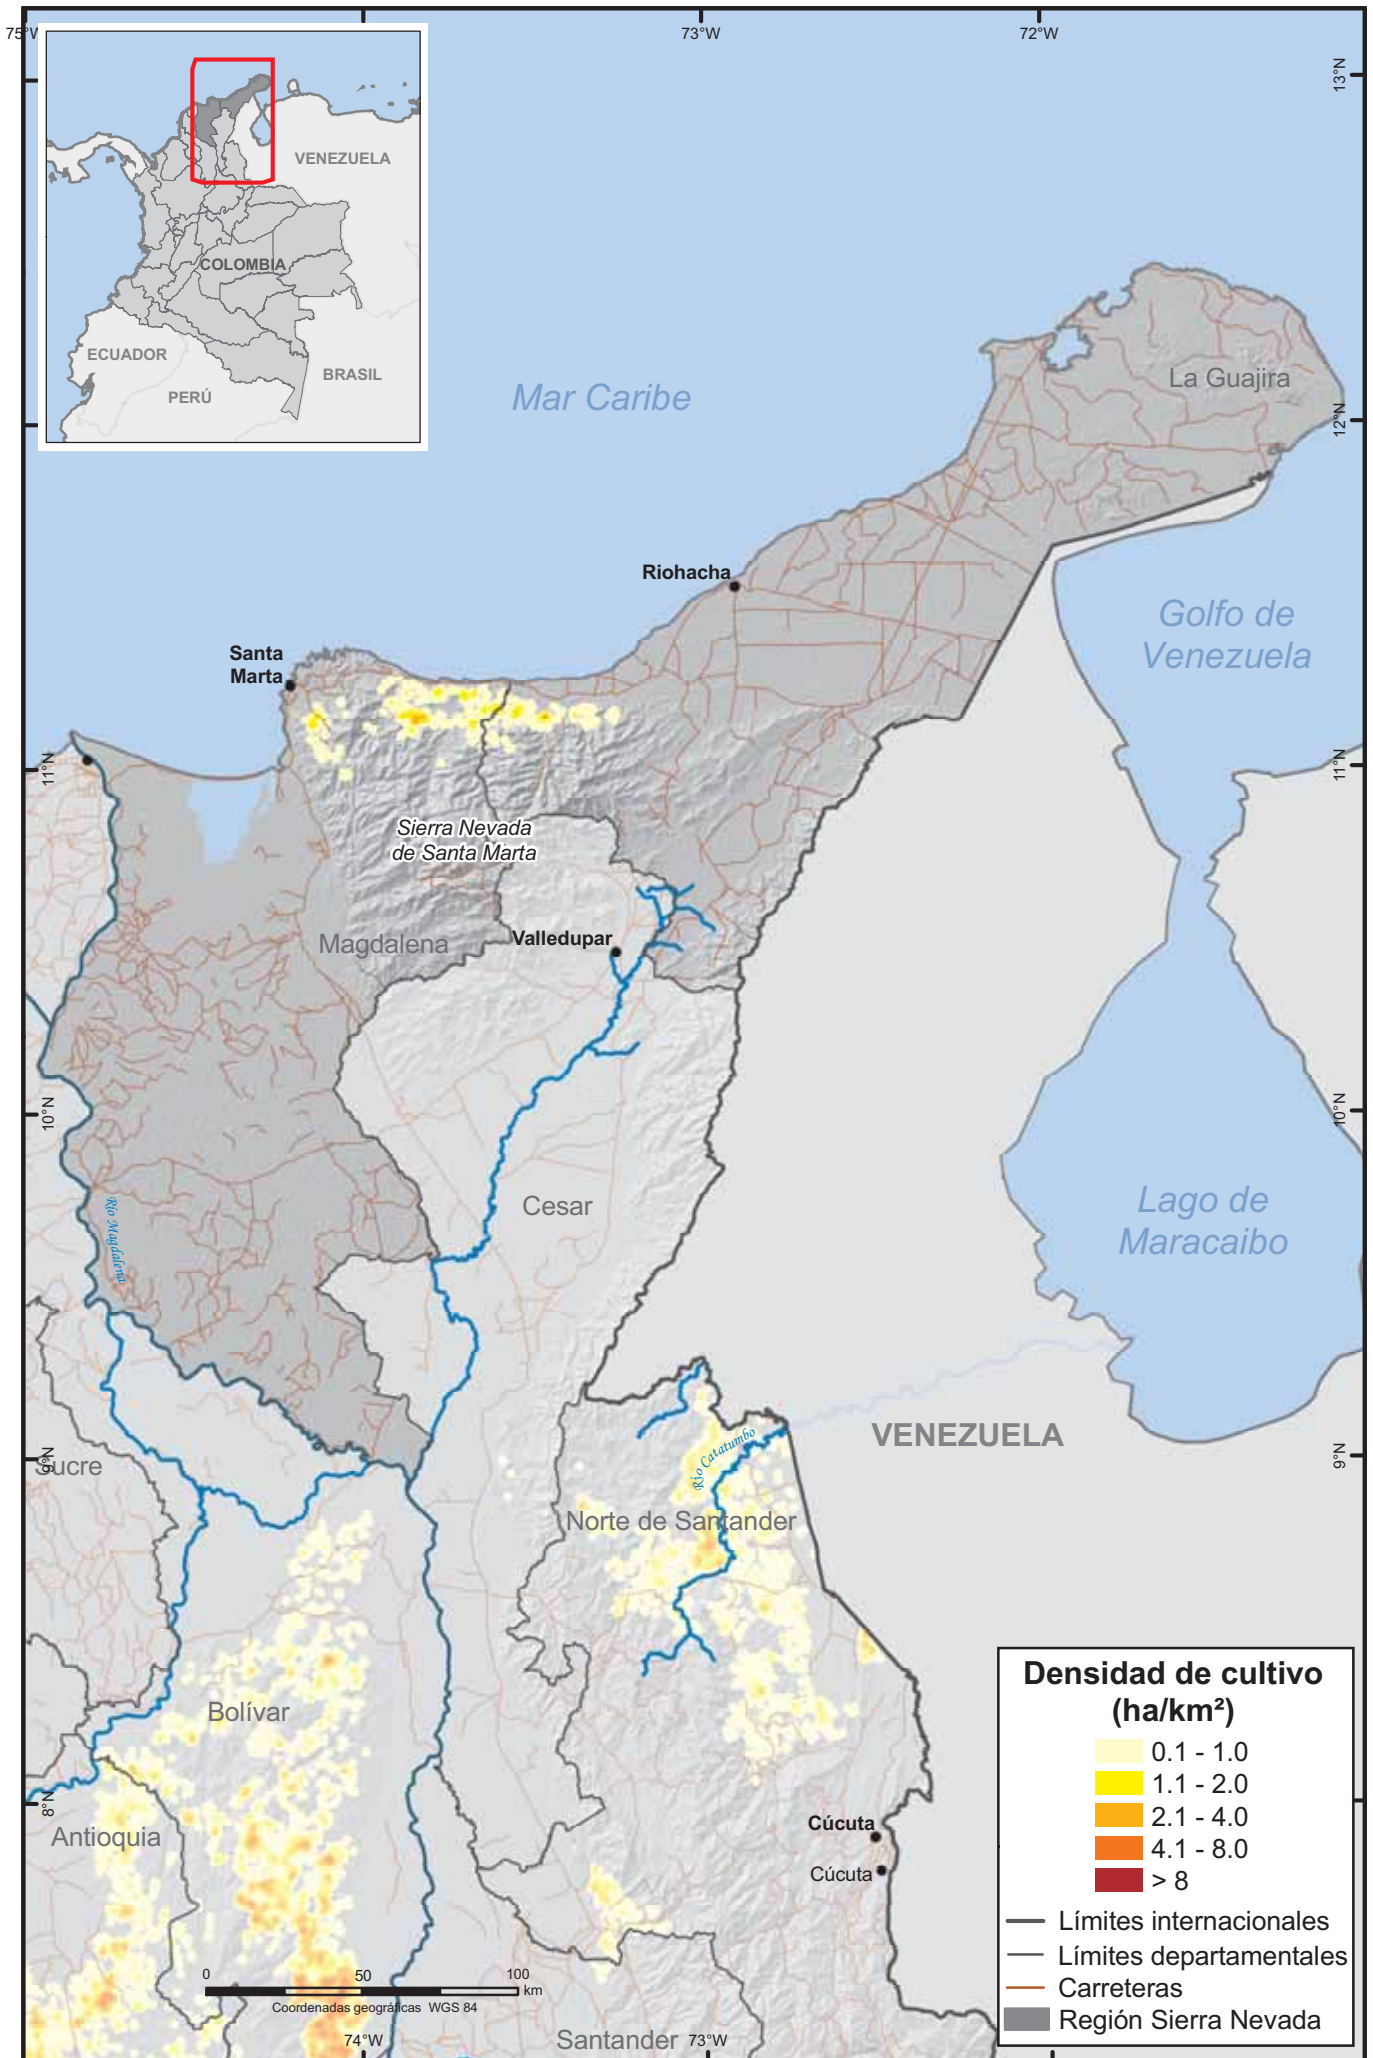 75°W
73°W
72°W
13°N
VENEZUELA
COLOMBIA
ECUADOR
PERÚ
BRASIL
Mar Caribe
La Guajira
12°N
Riohacha
Golfo de
Venezuela
Santa
Marta
11°N
11°N
Sierra Nevada
de Santa Marta
Magdalena
Valledupar
10°N
10°N
Río Magdalena
Cesar
Lago de
Maracaibo
Río Catatumbo
VENEZUELA
9°N
9°N
Sucre
Norte de Santander
Bolívar
8°N
Antioquia
Cúcuta
Cúcuta
Densidad de cultivo
(ha/km²)
0.1 - 1.0
1.1 - 2.0
2.1 - 4.0
4.1 - 8.0
> 8
Límites internacionales
Límites departamentales
Carreteras
Región Sierra Nevada
0 50 100
km
Coordenadas geográficas WGS 84
74°W
Santander
73°W